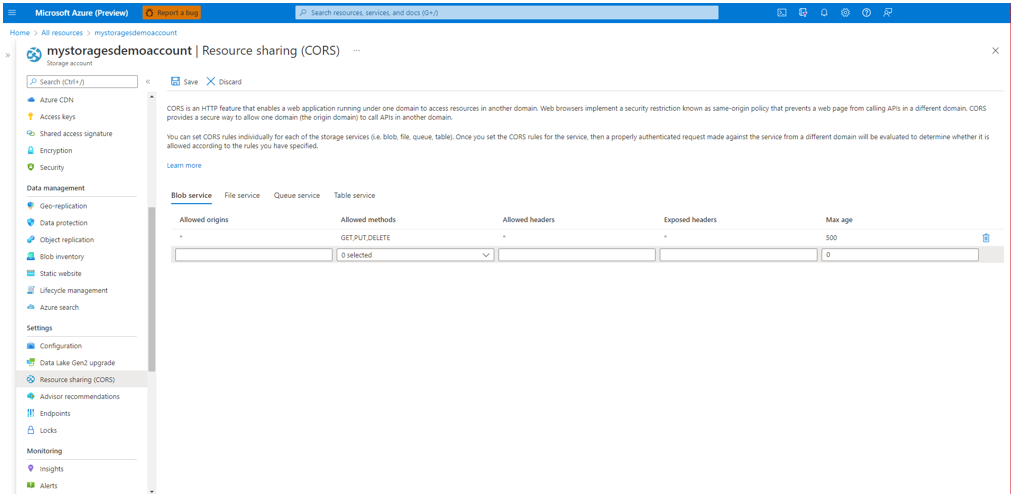 Microsoft Azure (Preview)
Report a bug
Search resources, services, and docs (G+/)
Home > All resources > mystoragesdemoaccount
mystoragesdemoaccount | Resource sharing (CORS) ...
Storage account
Search (Ctrl+/)
Save
Discard
Azure CDN
Access keys
Shared access signature
Encryption
Security
Data management
Geo-replication
Data protection
Object replication
Blob inventory
Static website
Lifecycle management
Azure search
Settings
Configuration
Data Lake Gen2 upgrade
Resource sharing (CORS)
Advisor recommendations
Endpoints
Locks
Monitoring
Insights
Alerts
CORS is an HTTP feature that enables a web application running under one domain to access resources in another domain. Web browsers implement a security restriction known as same-origin policy that prevents a web page from calling APIs in a different domain. CORS
provides a secure way to allow one domain (the origin domain) to call APIs in another domain.
You can set CORS rules individually for each of the storage services (i.e. blob, file, queue, table). Once you set the CORS rules for the service, then a properly authenticated request made against the service from a different domain will be evaluated to determine whether it is
allowed according to the rules you have specified.
Learn more
Blob service File service Queue service Table service
Allowed origins Allowed methods Allowed headers Exposed headers Max age
* GET,PUT,DELETE * * 500
0 selected 0